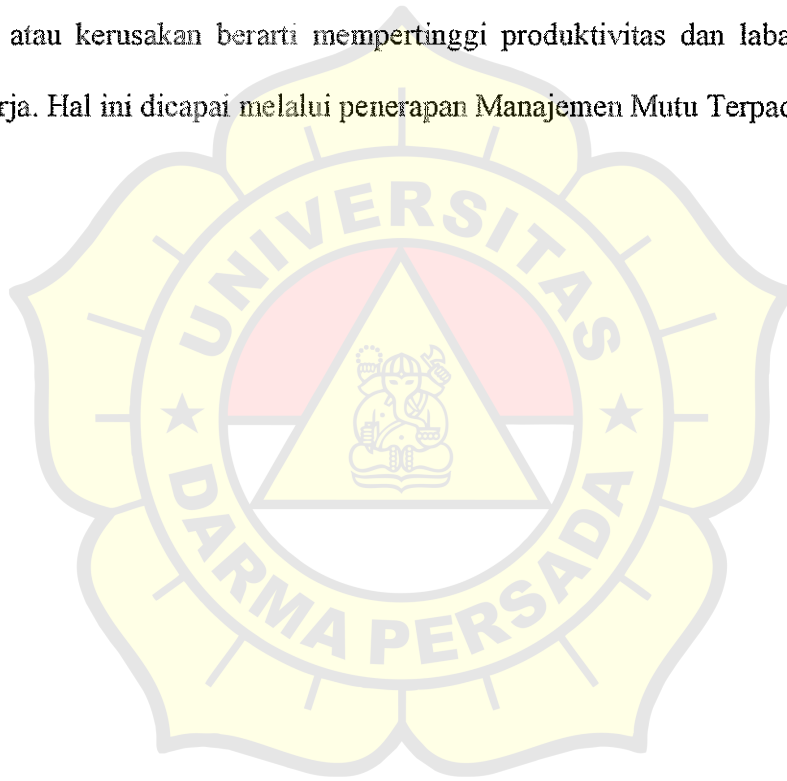 atau kerusakan berarti mempertinggi produktivitas dan laba
rja. Hal ini dicapai melalui penerapan Manajemen Mutu Terpad
UNIVERSITAS
DARMA PERSADA